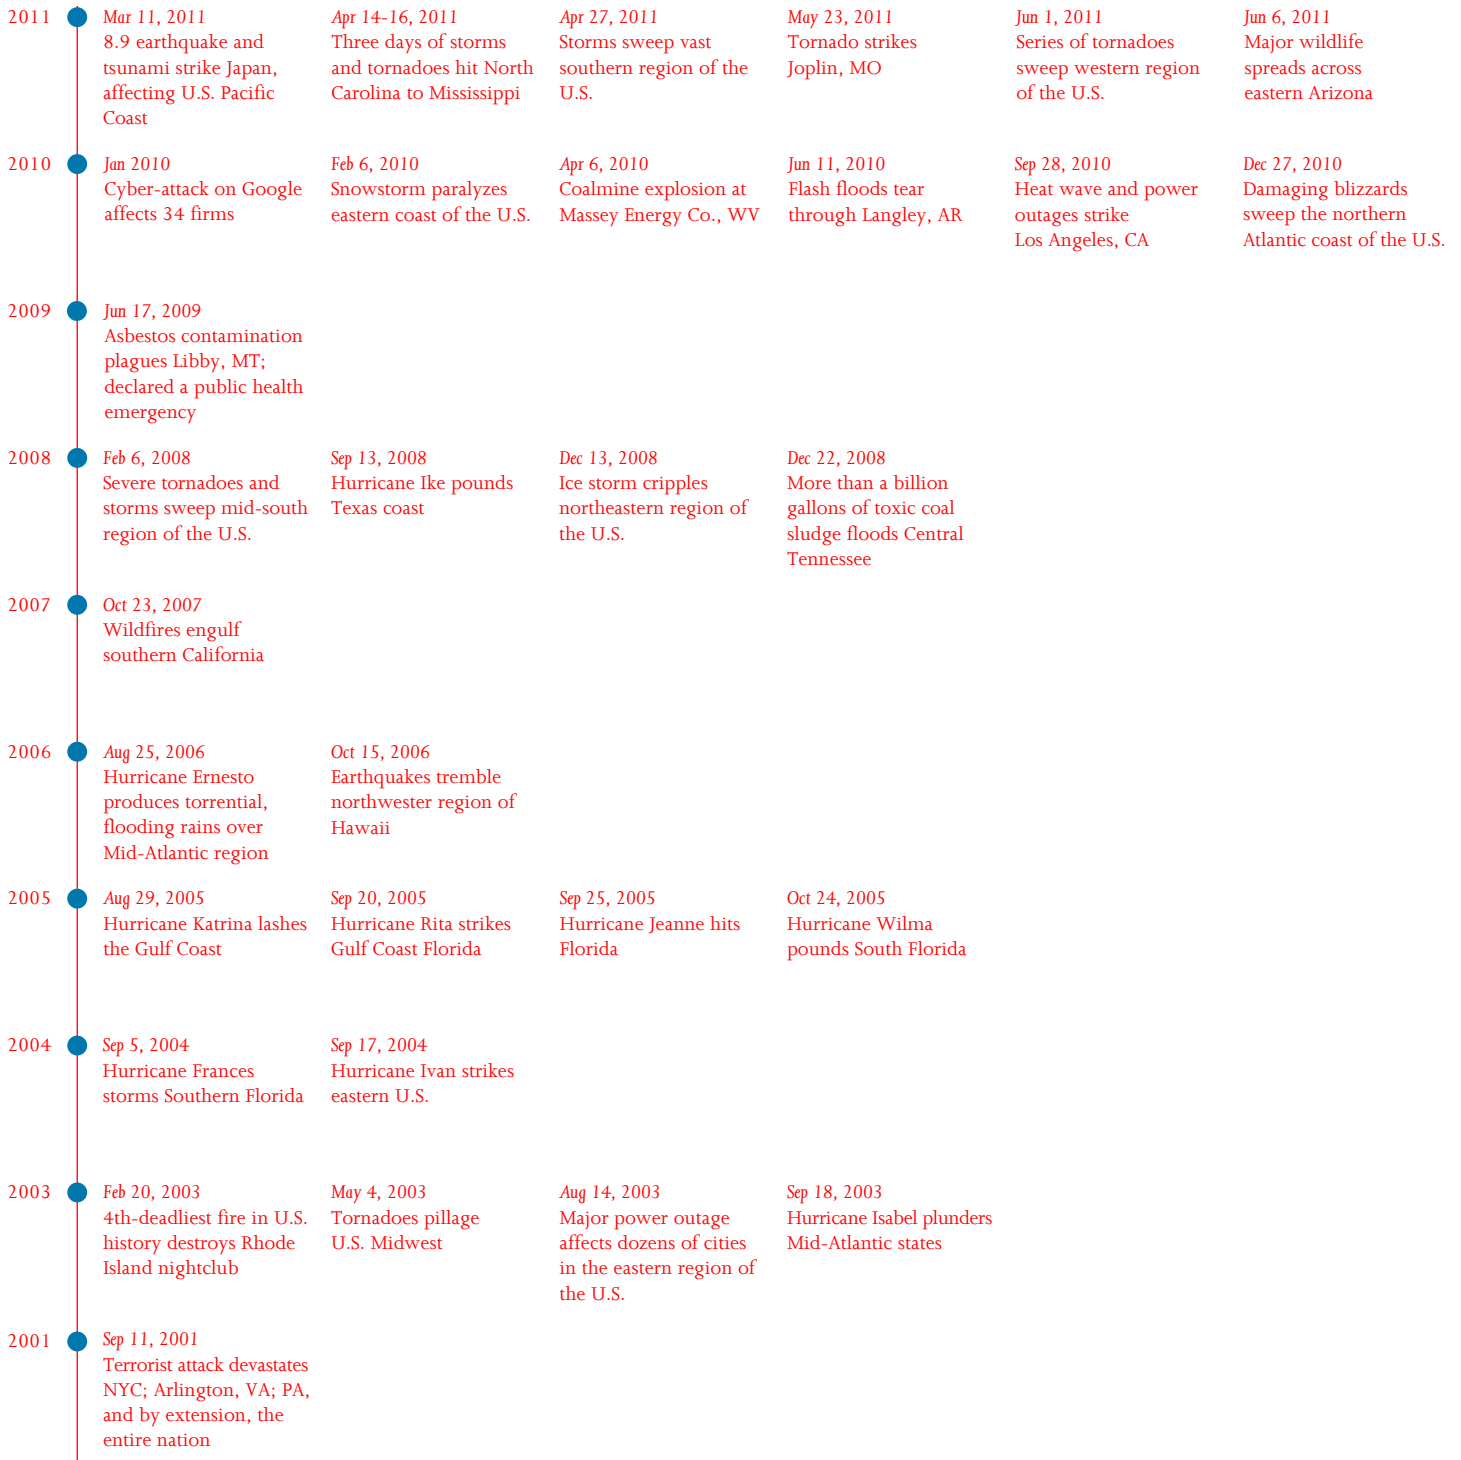 2011
Mar 11, 2011
8.9 earthquake and
tsunami strike Japan,
affecting U.S. Pacific
Coast
Apr 14-16, 2011
Three days of storms
and tornadoes hit North
Carolina to Mississippi
Apr 27, 2011
Storms sweep vast
southern region of the
U.S.
May 23, 2011
Tornado strikes
Joplin, MO
Jun 1, 2011
Series of tornadoes
sweep western region
of the U.S.
Jun 6, 2011
Major wildlife
spreads across
eastern Arizona
2010
Jan 2010
Cyber-attack on Google
affects 34 firms
Feb 6, 2010
Snowstorm paralyzes
eastern coast of the U.S.
Apr 6, 2010
Coalmine explosion at
Massey Energy Co., WV
Jun 11, 2010
Flash floods tear
through Langley, AR
Sep 28, 2010
Heat wave and power
outages strike
Los Angeles, CA
Dec 27, 2010
Damaging blizzards
sweep the northern
Atlantic coast of the U.S.
2009
Jun 17, 2009
Asbestos contamination
plagues Libby, MT;
declared a public health
emergency
2008
Feb 6, 2008
Severe tornadoes and
storms sweep mid-south
region of the U.S.
Sep 13, 2008
Hurricane Ike pounds
Texas coast
Dec 13, 2008
Ice storm cripples
northeastern region of
the U.S.
Dec 22, 2008
More than a billion
gallons of toxic coal
sludge floods Central
Tennessee
2007
Oct 23, 2007
Wildfires engulf
southern California
2006
Aug 25, 2006
Hurricane Ernesto
produces torrential,
flooding rains over
Mid-Atlantic region
Oct 15, 2006
Earthquakes tremble
northwester region of
Hawaii
2005
Aug 29, 2005
Hurricane Katrina lashes
the Gulf Coast
Sep 20, 2005
Hurricane Rita strikes
Gulf Coast Florida
Sep 25, 2005
Hurricane Jeanne hits
Florida
Oct 24, 2005
Hurricane Wilma
pounds South Florida
2004
Sep 5, 2004
Hurricane Frances
storms Southern Florida
Sep 17, 2004
Hurricane Ivan strikes
eastern U.S.
2003
Feb 20, 2003
4th-deadliest fire in U.S.
history destroys Rhode
Island nightclub
May 4, 2003
Tornadoes pillage
U.S. Midwest
Aug 14, 2003
Major power outage
affects dozens of cities
in the eastern region of
the U.S.
Sep 18, 2003
Hurricane Isabel plunders
Mid-Atlantic states
2001
Sep 11, 2001
Terrorist attack devastates
NYC; Arlington, VA; PA,
and by extension, the
entire nation